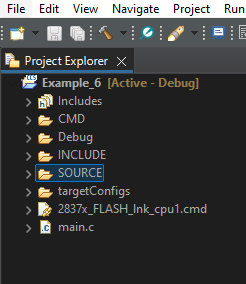 File Edit View Navigate Project Run
Project Explorer
Example_6 [Active - Debug]
Includes
CMD
Debug
INCLUDE
SOURCE
targetConfigs
2837x_FLASH_lnk_cpu1.cmd
main.c